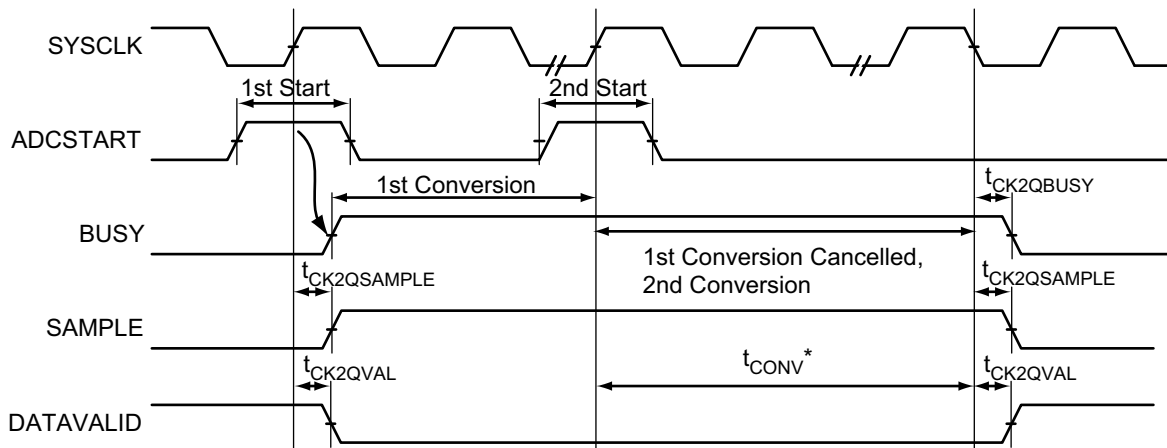 SYSCLK
1st Start
2nd Start
ADCSTART
1st Conversion
tCK2QBUSY
BUSY
1st Conversion Cancelled,
2nd Conversion
tCK2QSAMPLE
tCK2QSAMPLE
SAMPLE
tCONV*
tCK2QVAL
tCK2QVAL
DATAVALID